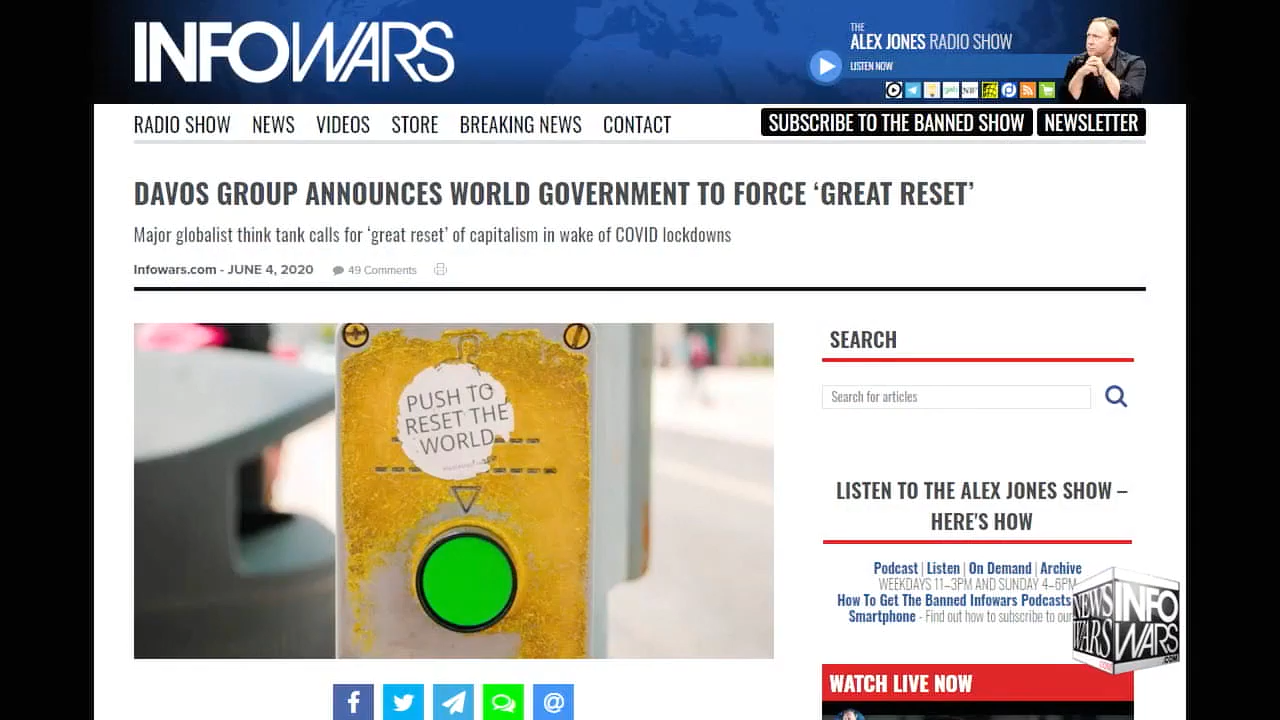 INFOWARS
THE
ALEX JONES RADIO SHOW
LISTEN NOW
RADIO SHOW NEWS VIDEOS STORE BREAKING NEWS CONTACT
SUBSCRIBE TO THE BANNED SHOW NEWSLETTER
DAVOS GROUP ANNOUNCES WORLD GOVERNMENT TO FORCE ‘GREAT RESET’
Major globalist think tank calls for ‘great reset’ of capitalism in wake of COVID lockdowns
Infowars.com - JUNE 4, 2020 49 Comments
PUSH TO
RESET THE
WORLD
SEARCH
Search for articles
LISTEN TO THE ALEX JONES SHOW –
HERE'S HOW
Podcast | Listen | On Demand | Archive
WEEKDAYS 11–3PM AND SUNDAY 4–6PM
How To Get The Banned Infowars Podcasts
Smartphone - Find out how to subscribe to our
NEWS
WARS
INFO
WARS
.COM
WATCH LIVE NOW